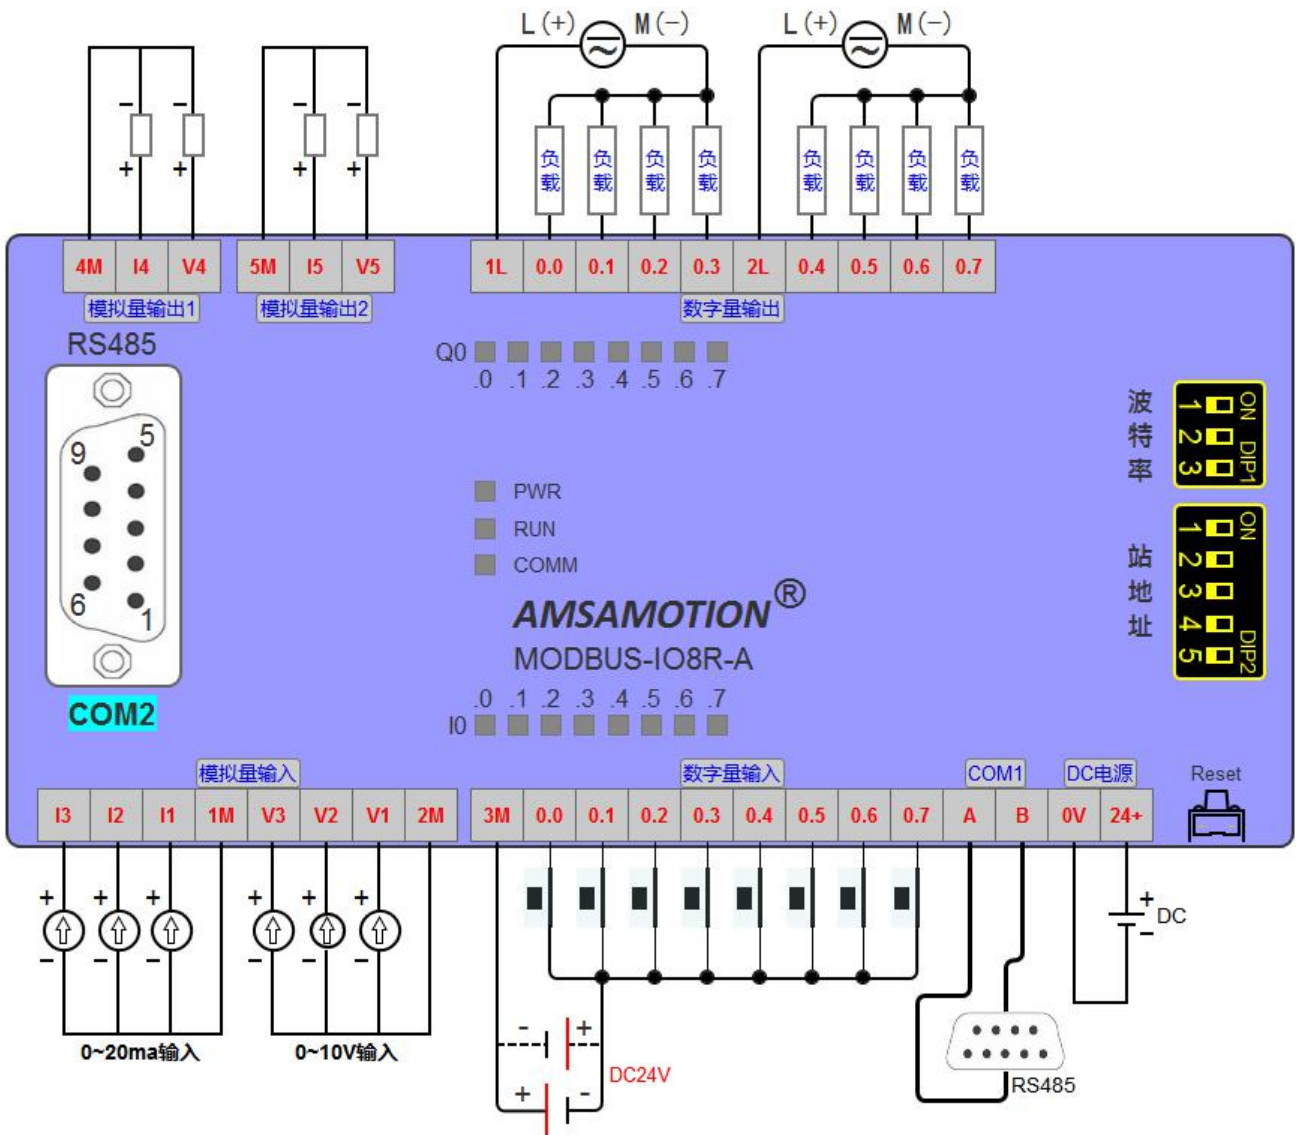 L (+) M (−) L (+) M (−)
− − − −
+ + + +
负载 负载 负载 负载 负载 负载 负载 负载
4M I4 V4 5M I5 V5 1L 0.0 0.1 0.2 0.3 2L 0.4 0.5 0.6 0.7
模拟量输出1 模拟量输出2 数字量输出
RS485
Q0
.0 .1 .2 .3 .4 .5 .6 .7
9 5
6 1
COM2
PWR
RUN
COMM
AMSAMOTION®
MODBUS-IO8R-A
.0 .1 .2 .3 .4 .5 .6 .7
I0
波特率
1 2 3 ON DIP1
站地址
1 2 3 4 5 ON DIP2
模拟量输入 数字量输入 COM1 DC电源 Reset
I3 I2 I1 1M V3 V2 V1 2M 3M 0.0 0.1 0.2 0.3 0.4 0.5 0.6 0.7 A B 0V 24+
+ + + + + +
− − − − − −
0~20ma输入 0~10V输入
+
DC
−
- +
DC24V
+ -
RS485